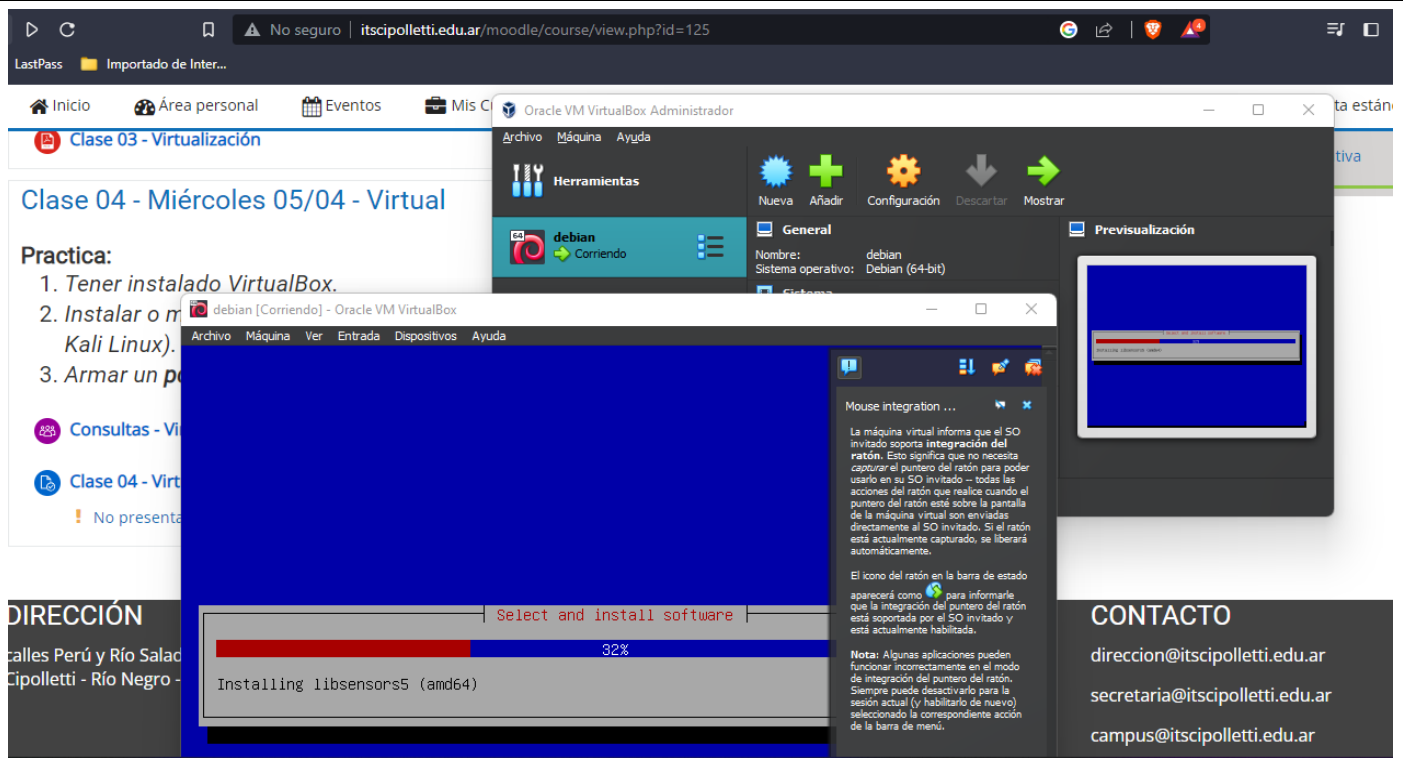 No seguro | itscipolletti.edu.ar/moodle/course/view.php?id=125
4
LastPass Importado de Inter...
Inicio Área personal Eventos Mis C
ta están
Clase 03 - Virtualización
tiva
Clase 04 - Miércoles 05/04 - Virtual
Practica:
1. Tener instalado VirtualBox.
2. Instalar o m
Kali Linux).
3. Armar un po
Consultas - Vi
Clase 04 - Virt
! No presenta
Oracle VM VirtualBox Administrador
Archivo Máquina Ayuda
Herramientas
Nueva Añadir Configuración Descartar Mostrar
64
debian
Corriendo
General
Nombre: debian
Sistema operativo: Debian (64-bit)
Sistema
Previsualización
debian [Corriendo] - Oracle VM VirtualBox
Archivo Máquina Ver Entrada Dispositivos Ayuda
Select and install software
32%
Installing libsensors5 (amd64)
Mouse integration ...
La máquina virtual informa que el SO
invitado soporta integración del
ratón. Esto significa que no necesita
capturar el puntero del ratón para poder
usarlo en su SO invitado -- todas las
acciones del ratón que realice cuando el
puntero del ratón esté sobre la pantalla
de la máquina virtual son enviadas
directamente al SO invitado. Si el ratón
está actualmente capturado, se liberará
automáticamente.
El icono del ratón en la barra de estado
aparecerá como para informarle
que la integración del puntero del ratón
está soportada por el SO invitado y
está actualmente habilitada.
Nota: Algunas aplicaciones pueden
funcionar incorrectamente en el modo
de integración del puntero del ratón.
Siempre puede desactivarlo para la
sesión actual (y habilitarlo de nuevo)
seleccionado la correspondiente acción
de la barra de menú.
DIRECCIÓN
calles Perú y Río Salad
Cipolletti - Río Negro -
CONTACTO
direccion@itscipolletti.edu.ar
secretaria@itscipolletti.edu.ar
campus@itscipolletti.edu.ar